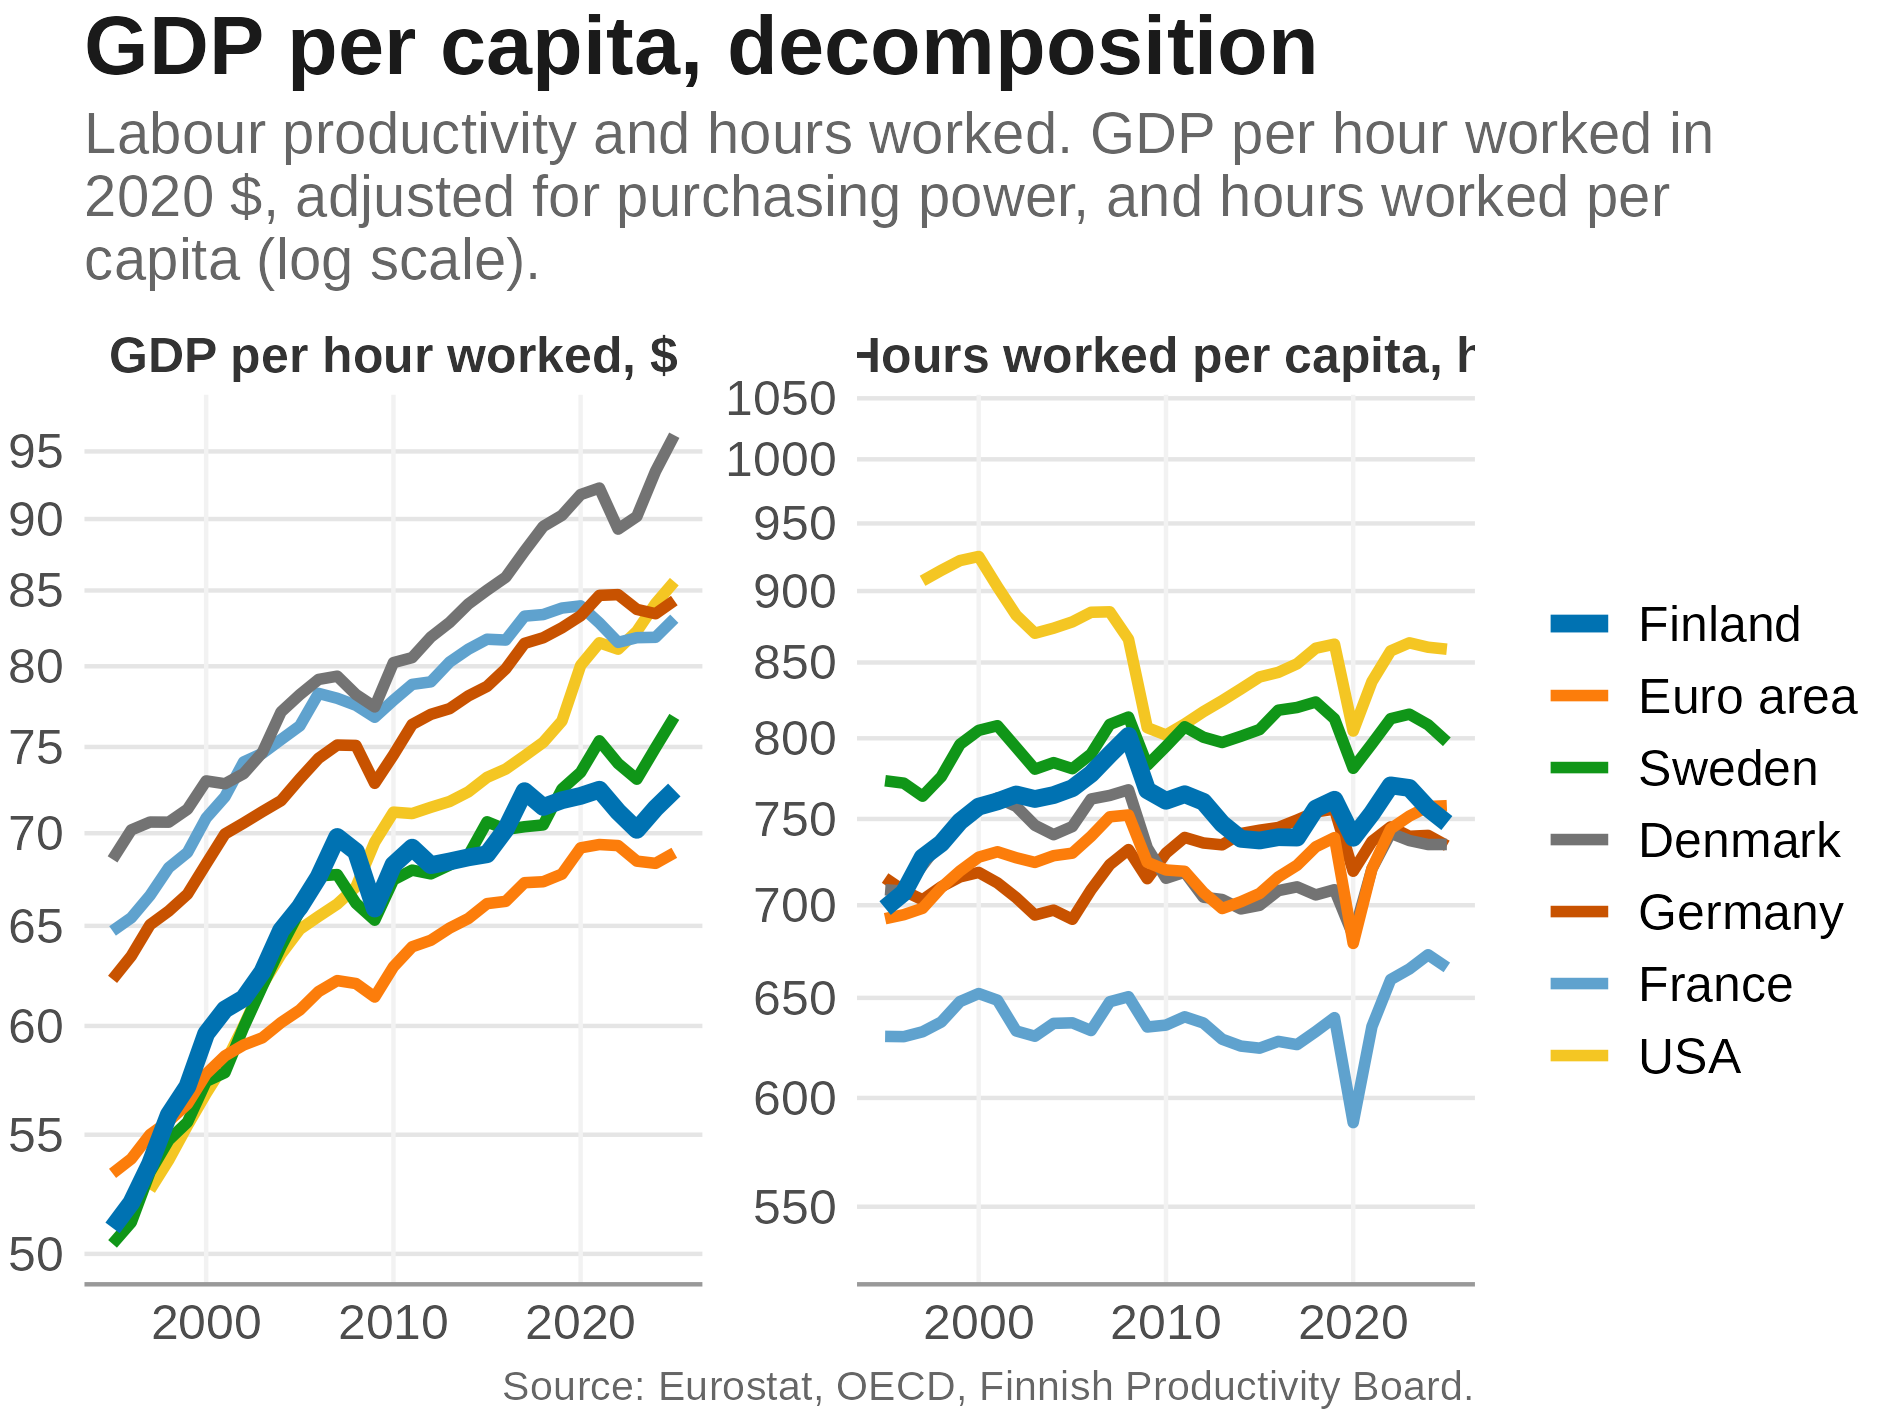 GDP per capita, decomposition
Labour productivity and hours worked. GDP per hour worked in
2020 $, adjusted for purchasing power, and hours worked per
capita (log scale).
GDP per hour worked, $
Hours worked per capita, h
95
90
85
80
75
70
65
60
55
50
2000 2010 2020
1050
1000
950
900
850
800
750
700
650
600
550
2000 2010 2020
Finland
Euro area
Sweden
Denmark
Germany
France
USA
Source: Eurostat, OECD, Finnish Productivity Board.